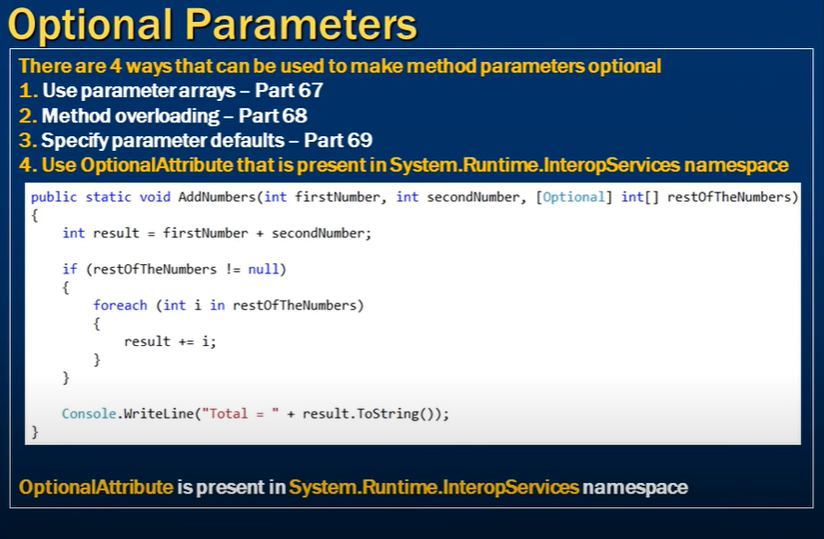 Optional Parameters
There are 4 ways that can be used to make method parameters optional
1. Use parameter arrays – Part 67
2. Method overloading – Part 68
3. Specify parameter defaults – Part 69
4. Use OptionalAttribute that is present in System.Runtime.InteropServices namespace
public static void AddNumbers(int firstNumber, int secondNumber, [Optional] int[] restOfTheNumbers)
{
    int result = firstNumber + secondNumber;
    if (restOfTheNumbers != null)
    {
        foreach (int i in restOfTheNumbers)
        {
            result += i;
        }
    }
    Console.WriteLine("Total = " + result.ToString());
}
OptionalAttribute is present in System.Runtime.InteropServices namespace